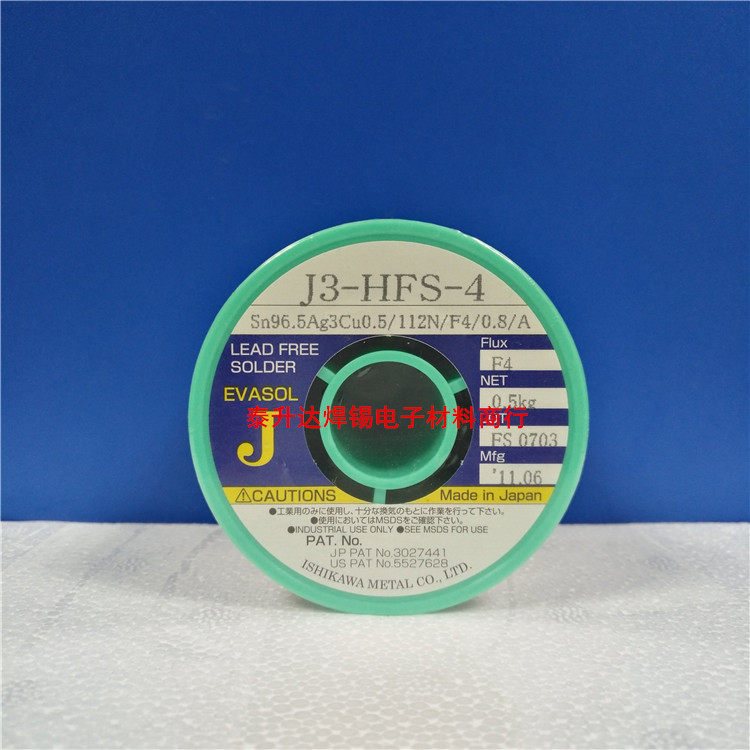 J3-HFS-4
Sn96.5Ag3Cu0.5/112N/F4/0.8/A
LEAD FREE
SOLDER
EVASOL
J
Flux
F4
NET
0.5kg
LOT
FS 0703
Mfg
'11.06
泰升达焊锡电子材料商行
⚠CAUTIONS
Made in Japan
●工業用のみに使用し、十分な換気のもとに作業を行って下さい。
●使用においてはMSDSをご確認下さい。
●INDUSTRIAL USE ONLY ●SEE MSDS FOR USE
PAT. No.
JP PAT No.3027441
US PAT No.5527628
ISHIKAWA METAL CO., LTD.